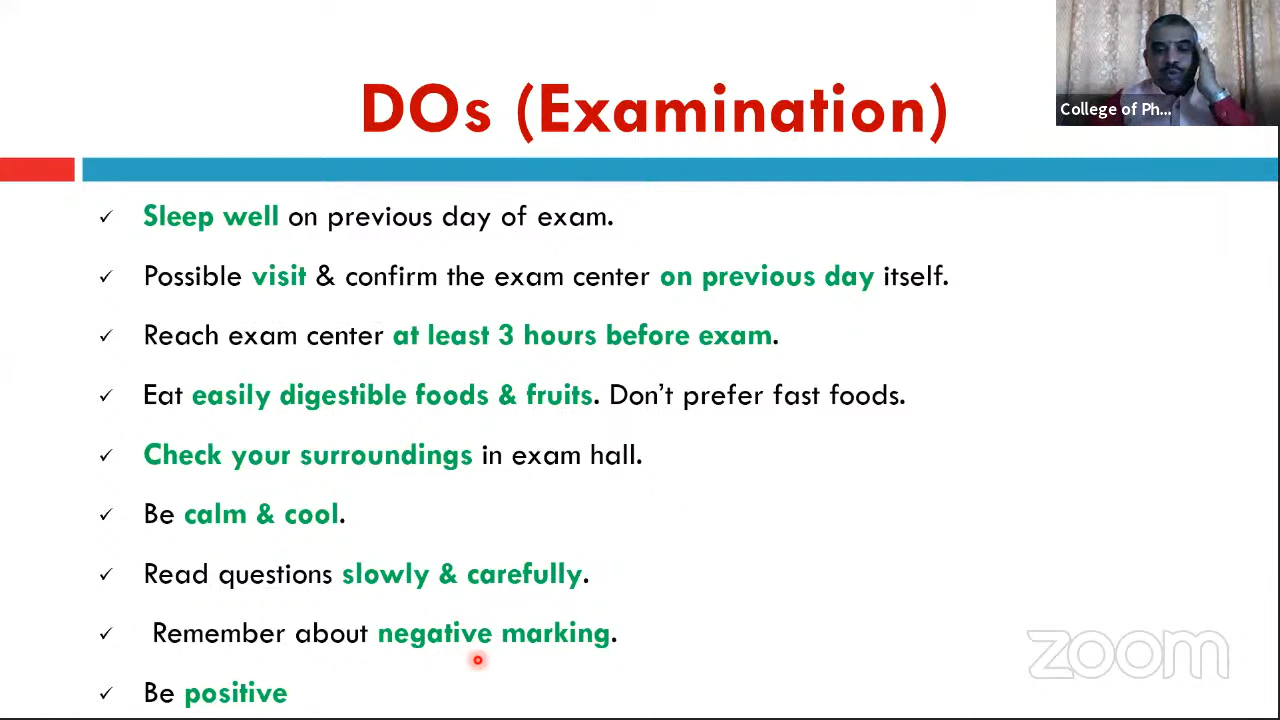 DOs (Examination)
College of Ph...
✓ Sleep well on previous day of exam.
✓ Possible visit & confirm the exam center on previous day itself.
✓ Reach exam center at least 3 hours before exam.
✓ Eat easily digestible foods & fruits. Don't prefer fast foods.
✓ Check your surroundings in exam hall.
✓ Be calm & cool.
✓ Read questions slowly & carefully.
✓ Remember about negative marking.
✓ Be positive
zoom